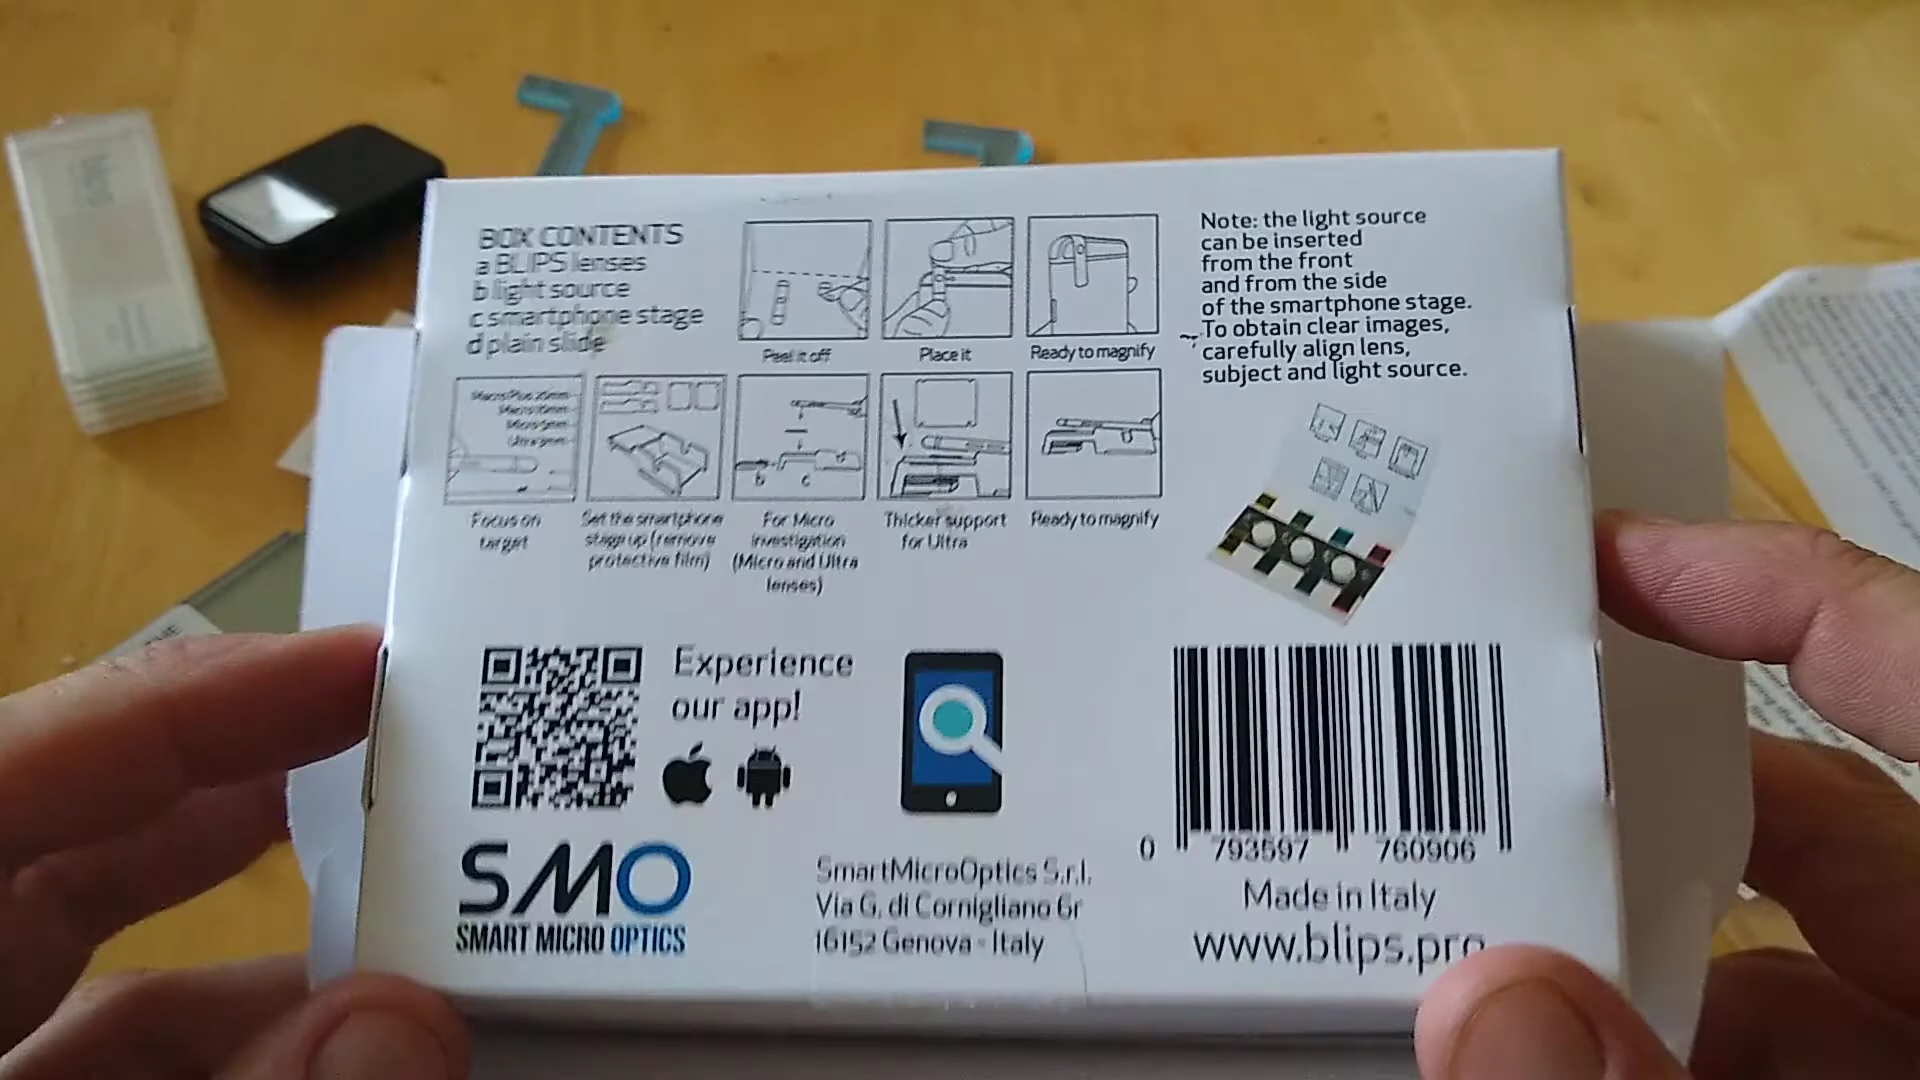 BOX CONTENTS
a BLIPS lenses
b light source
c smartphone stage
d plain slide
Peel it off
Place it
Ready to magnify
Note: the light source
can be inserted
from the front
and from the side
of the smartphone stage.
To obtain clear images,
carefully align lens,
subject and light source.
Macro Plus 20mm
Macro 10mm
Micro 5mm
b
c
Focus on
target
Set the smartphone
stage up (remove
protective film)
For Micro
investigation
(Micro and Ultra
lenses)
Thicker support
for Ultra
Ready to magnify
Experience
our app!
SMO
SMART MICRO OPTICS
SmartMicroOptics S.r.l.
Via G. di Cornigliano 6r
16152 Genova - Italy
0 793597 760906
Made in Italy
www.blips.pro